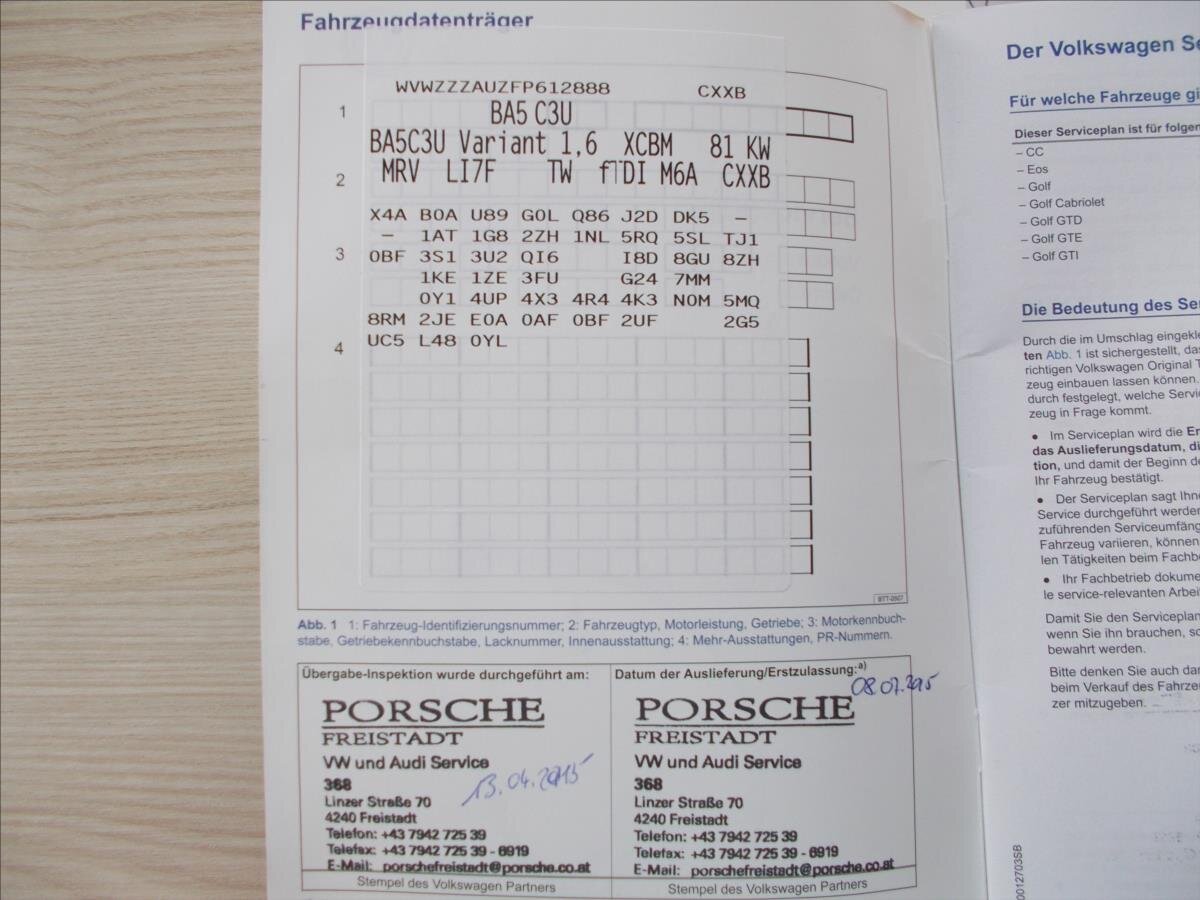 Fahrzeugdatenträger
WVWZZZAUZFP612888 CXXB
1
BA5 C3U
BA5C3U Variant 1,6 XCBM 81 KW
2
MRV LI7F TW fTDI M6A CXXB
X4A B0A U89 G0L Q86 J2D DK5 –
– 1AT 1G8 2ZH 1NL 5RQ 5SL TJ1
3
0BF 3S1 3U2 QI6 I8D 8GU 8ZH
1KE 1ZE 3FU G24 7MM
0Y1 4UP 4X3 4R4 4K3 N0M 5MQ
8RM 2JE E0A 0AF 0BF 2UF 2G5
4
UC5 L48 0YL
BTT-0507
Abb. 1 1: Fahrzeug-Identifizierungsnummer; 2: Fahrzeugtyp, Motorleistung, Getriebe; 3: Motorkennbuch-
stabe, Getriebekennbuchstabe, Lacknummer, Innenausstattung; 4: Mehr-Ausstattungen, PR-Nummern.
Übergabe-Inspektion wurde durchgeführt am:
PORSCHE
FREISTADT
VW und Audi Service
368
13.04.2015
Linzer Straße 70
4240 Freistadt
Telefon: +43 7942 725 39
Telefax: +43 7942 725 39 - 6919
E-Mail: porschefreistadt@porsche.co.at
Stempel des Volkswagen Partners
Datum der Auslieferung/Erstzulassung:a)
08.07.2015
PORSCHE
FREISTADT
VW und Audi Service
368
Linzer Straße 70
4240 Freistadt
Telefon: +43 7942 725 39
Telefax: +43 7942 725 39 - 6919
E-Mail: porschefreistadt@porsche.co.at
Stempel des Volkswagen Partners
Der Volkswagen Se
Für welche Fahrzeuge gi
Dieser Serviceplan ist für folger
– CC
– Eos
– Golf
– Golf Cabriolet
– Golf GTD
– Golf GTE
– Golf GTI
Die Bedeutung des Ser
Durch die im Umschlag eingekle
ten Abb. 1 ist sichergestellt, da
richtigen Volkswagen Original T
zeug einbauen lassen können.
durch festgelegt, welche Servi
zeug in Frage kommt.
● Im Serviceplan wird die Er
das Auslieferungsdatum, di
tion, und damit der Beginn de
Ihr Fahrzeug bestätigt.
● Der Serviceplan sagt Ihne
Service durchgeführt werder
zuführenden Serviceumfäng
Fahrzeug variieren, können
len Tätigkeiten beim Fachbe
● Ihr Fachbetrieb dokume
le service-relevanten Arbei
Damit Sie den Serviceplan
wenn Sie ihn brauchen, so
bewahrt werden.
Bitte denken Sie auch dar
beim Verkauf des Fahrze
zer mitzugeben.
0012703SB